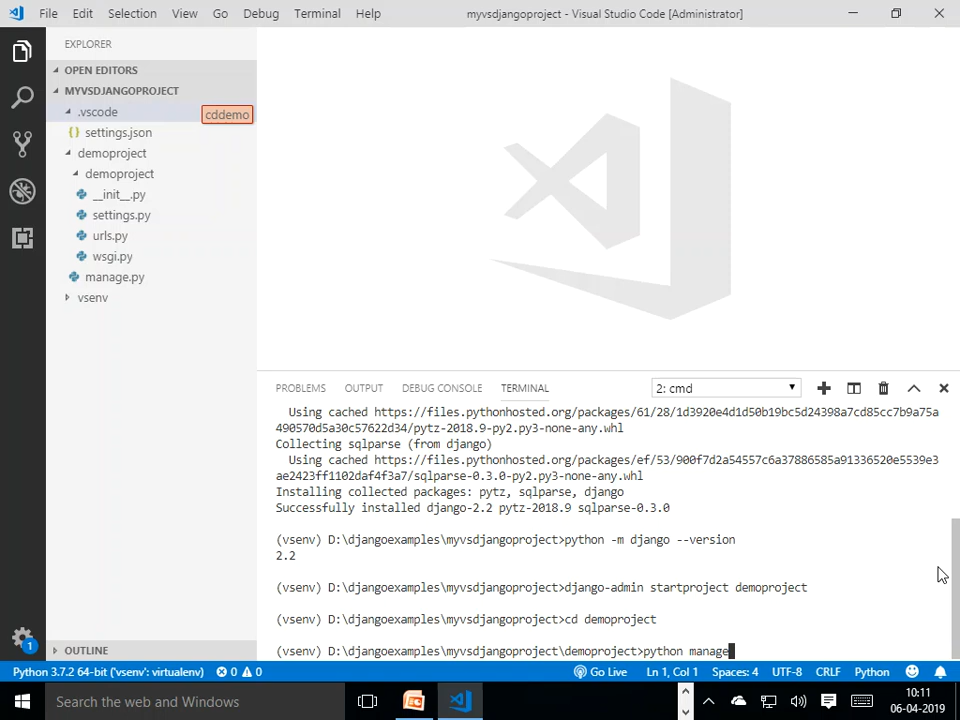 File Edit Selection View Go Debug Terminal Help
myvsdjangoproject - Visual Studio Code [Administrator]
EXPLORER
OPEN EDITORS
MYVSDJANGOPROJECT
.vscode
cddemo
{ } settings.json
demoproject
demoproject
__init__.py
settings.py
urls.py
wsgi.py
manage.py
vsenv
OUTLINE
PROBLEMS OUTPUT DEBUG CONSOLE TERMINAL
2: cmd
Using cached https://files.pythonhosted.org/packages/61/28/1d3920e4d1d50b19bc5d24398a7cd85cc7b9a75a
490570d5a30c57622d34/pytz-2018.9-py2.py3-none-any.whl
Collecting sqlparse (from django)
Using cached https://files.pythonhosted.org/packages/ef/53/900f7d2a54557c6a37886585a91336520e5539e3
ae2423ff1102daf4f3a7/sqlparse-0.3.0-py2.py3-none-any.whl
Installing collected packages: pytz, sqlparse, django
Successfully installed django-2.2 pytz-2018.9 sqlparse-0.3.0
(vsenv) D:\djangoexamples\myvsdjangoproject>python -m django --version
2.2
(vsenv) D:\djangoexamples\myvsdjangoproject>django-admin startproject demoproject
(vsenv) D:\djangoexamples\myvsdjangoproject>cd demoproject
(vsenv) D:\djangoexamples\myvsdjangoproject\demoproject>python manage
1
Python 3.7.2 64-bit ('vsenv': virtualenv) 0 0 Go Live Ln 1, Col 1 Spaces: 4 UTF-8 CRLF Python
Search the web and Windows
10:11
06-04-2019